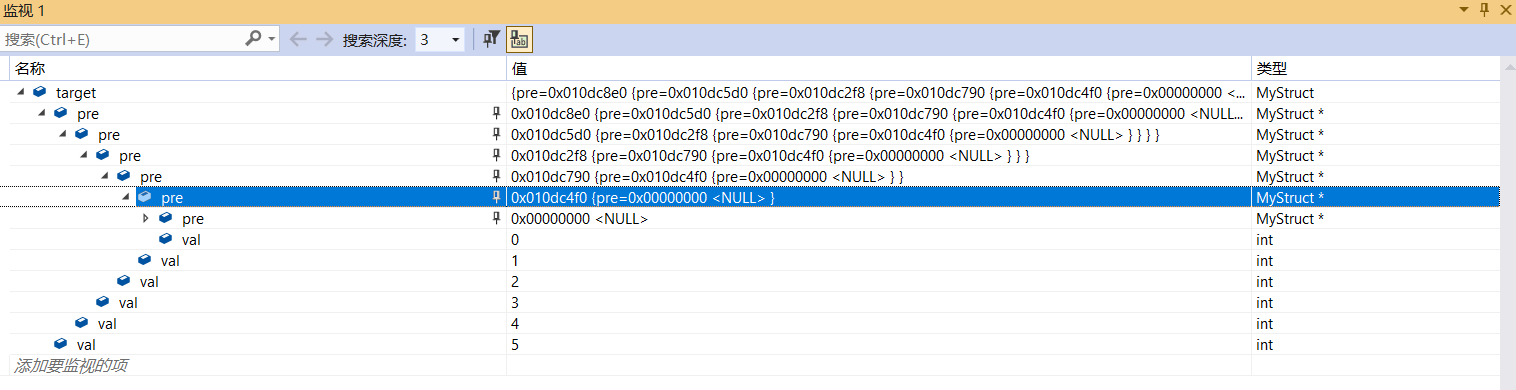 监视 1
搜索(Ctrl+E) 搜索深度: 3
名称 值 类型
target {pre=0x010dc8e0 {pre=0x010dc5d0 {pre=0x010dc2f8 {pre=0x010dc790 {pre=0x010dc4f0 {pre=0x00000000 <... MyStruct
pre 0x010dc8e0 {pre=0x010dc5d0 {pre=0x010dc2f8 {pre=0x010dc790 {pre=0x010dc4f0 {pre=0x00000000 <NULL... MyStruct *
pre 0x010dc5d0 {pre=0x010dc2f8 {pre=0x010dc790 {pre=0x010dc4f0 {pre=0x00000000 <NULL> } } } } MyStruct *
pre 0x010dc2f8 {pre=0x010dc790 {pre=0x010dc4f0 {pre=0x00000000 <NULL> } } } MyStruct *
pre 0x010dc790 {pre=0x010dc4f0 {pre=0x00000000 <NULL> } } MyStruct *
pre 0x010dc4f0 {pre=0x00000000 <NULL> } MyStruct *
pre 0x00000000 <NULL> MyStruct *
val 0 int
val 1 int
val 2 int
val 3 int
val 4 int
val 5 int
添加要监视的项